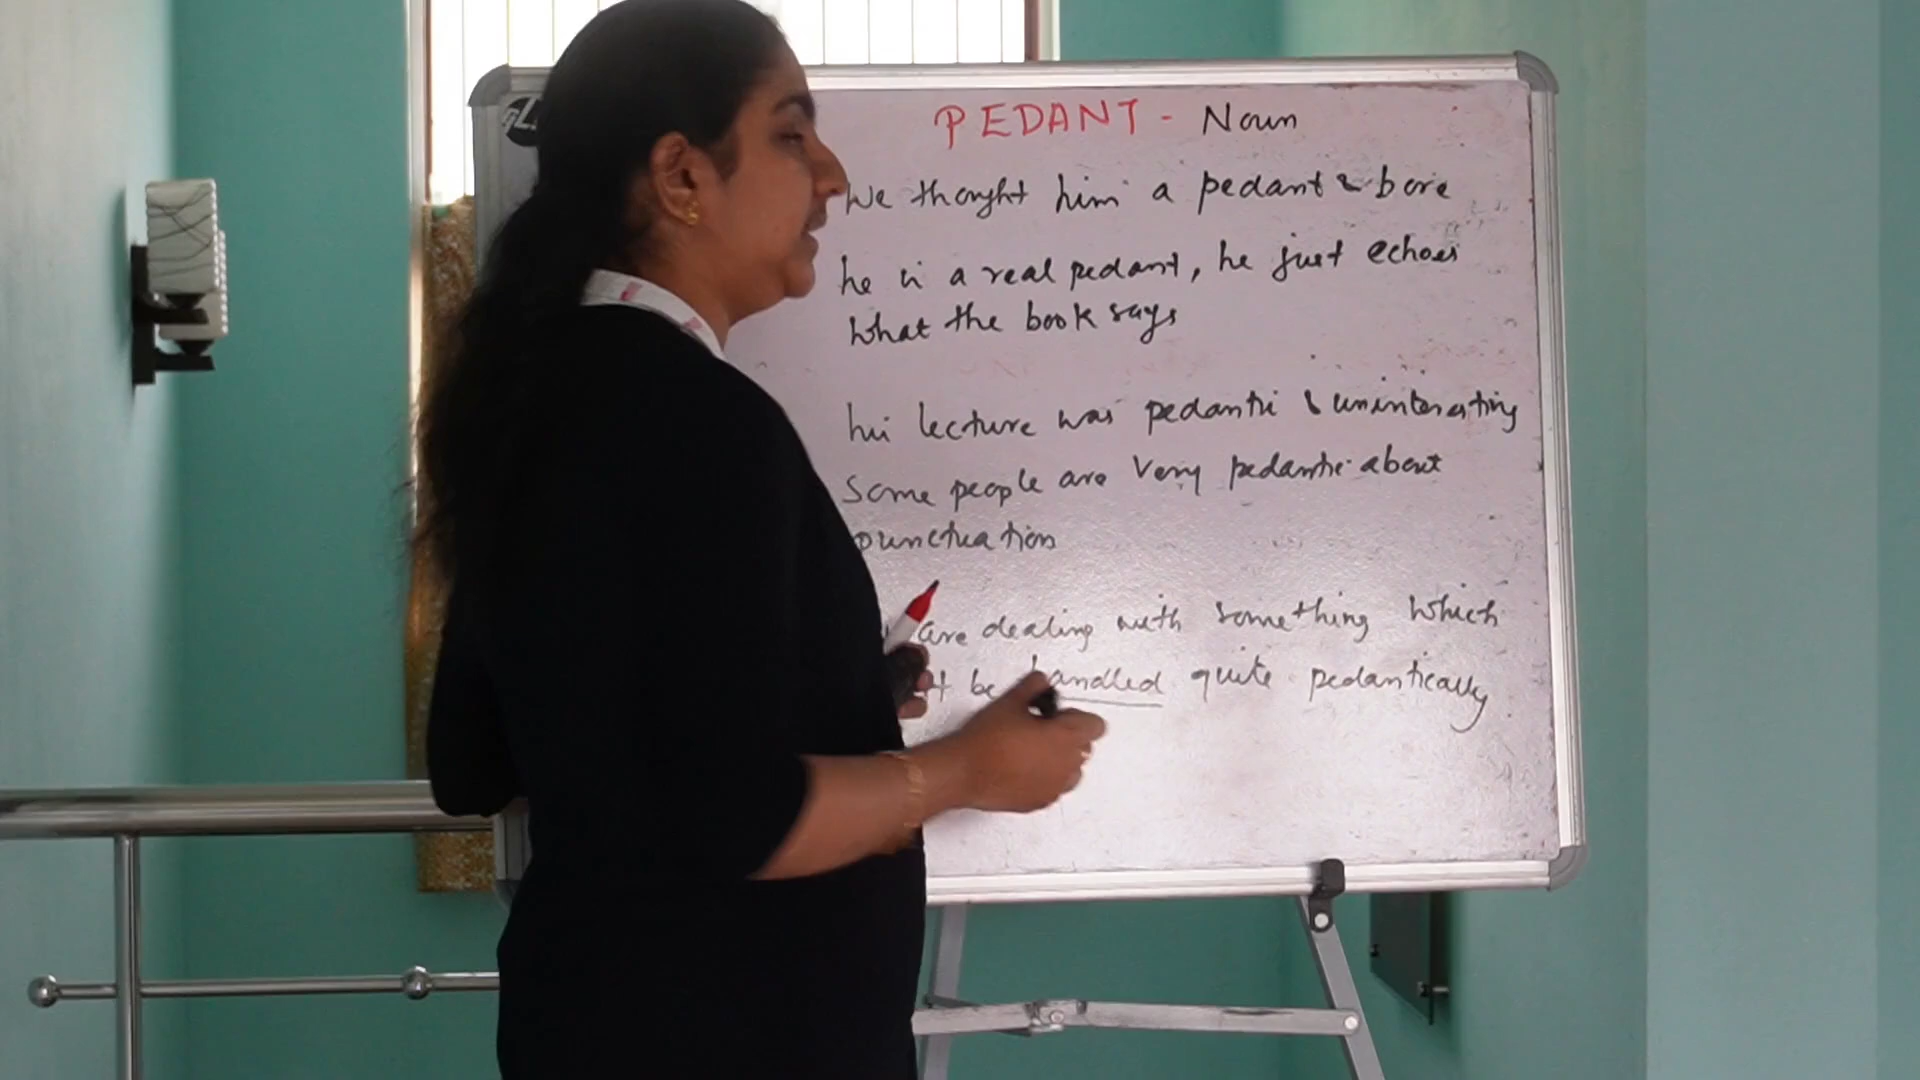 PEDANT - Noun
We thought him a pedant & bore
he is a real pedant, he just echoes
what the book says
his lecture was pedantic & uninteresting
Some people are very pedantic about
punctuation
are dealing with something which
be handled quite pedantically